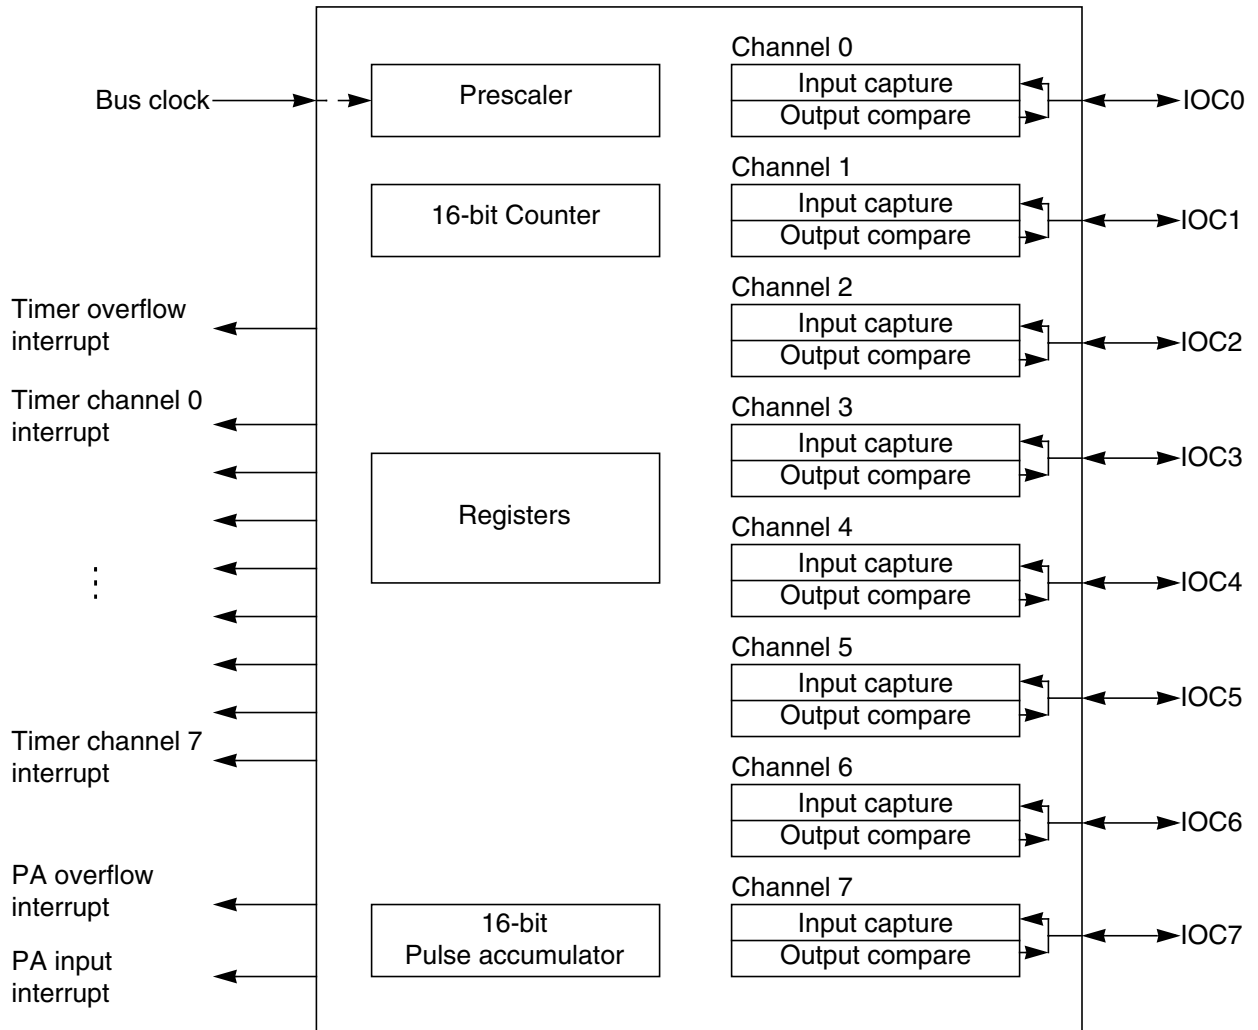 Bus clock
Timer overflow
interrupt
Timer channel 0
interrupt
Timer channel 7
interrupt
PA overflow
interrupt
PA input
interrupt
Prescaler
16-bit Counter
Registers
16-bit
Pulse accumulator
Channel 0
Input capture
Output compare
IOC0
Channel 1
Input capture
Output compare
IOC1
Channel 2
Input capture
Output compare
IOC2
Channel 3
Input capture
Output compare
IOC3
Channel 4
Input capture
Output compare
IOC4
Channel 5
Input capture
Output compare
IOC5
Channel 6
Input capture
Output compare
IOC6
Channel 7
Input capture
Output compare
IOC7